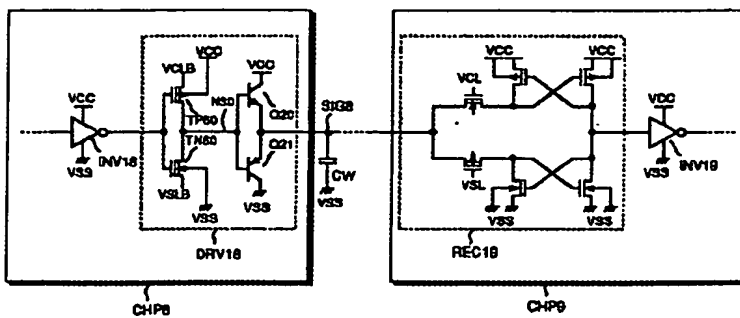 VCC
VCC
VCC
VCLB
VCC
VCL
N30
Q20
SIG8
VCC
TP60
VCC
TN60
Q21
INV18
CW
INV19
VSS
VSL
VSS
VSLB
VSS
VSS
VSS
VSS
VSS
DRV18
REC19
CHP8
CHP9